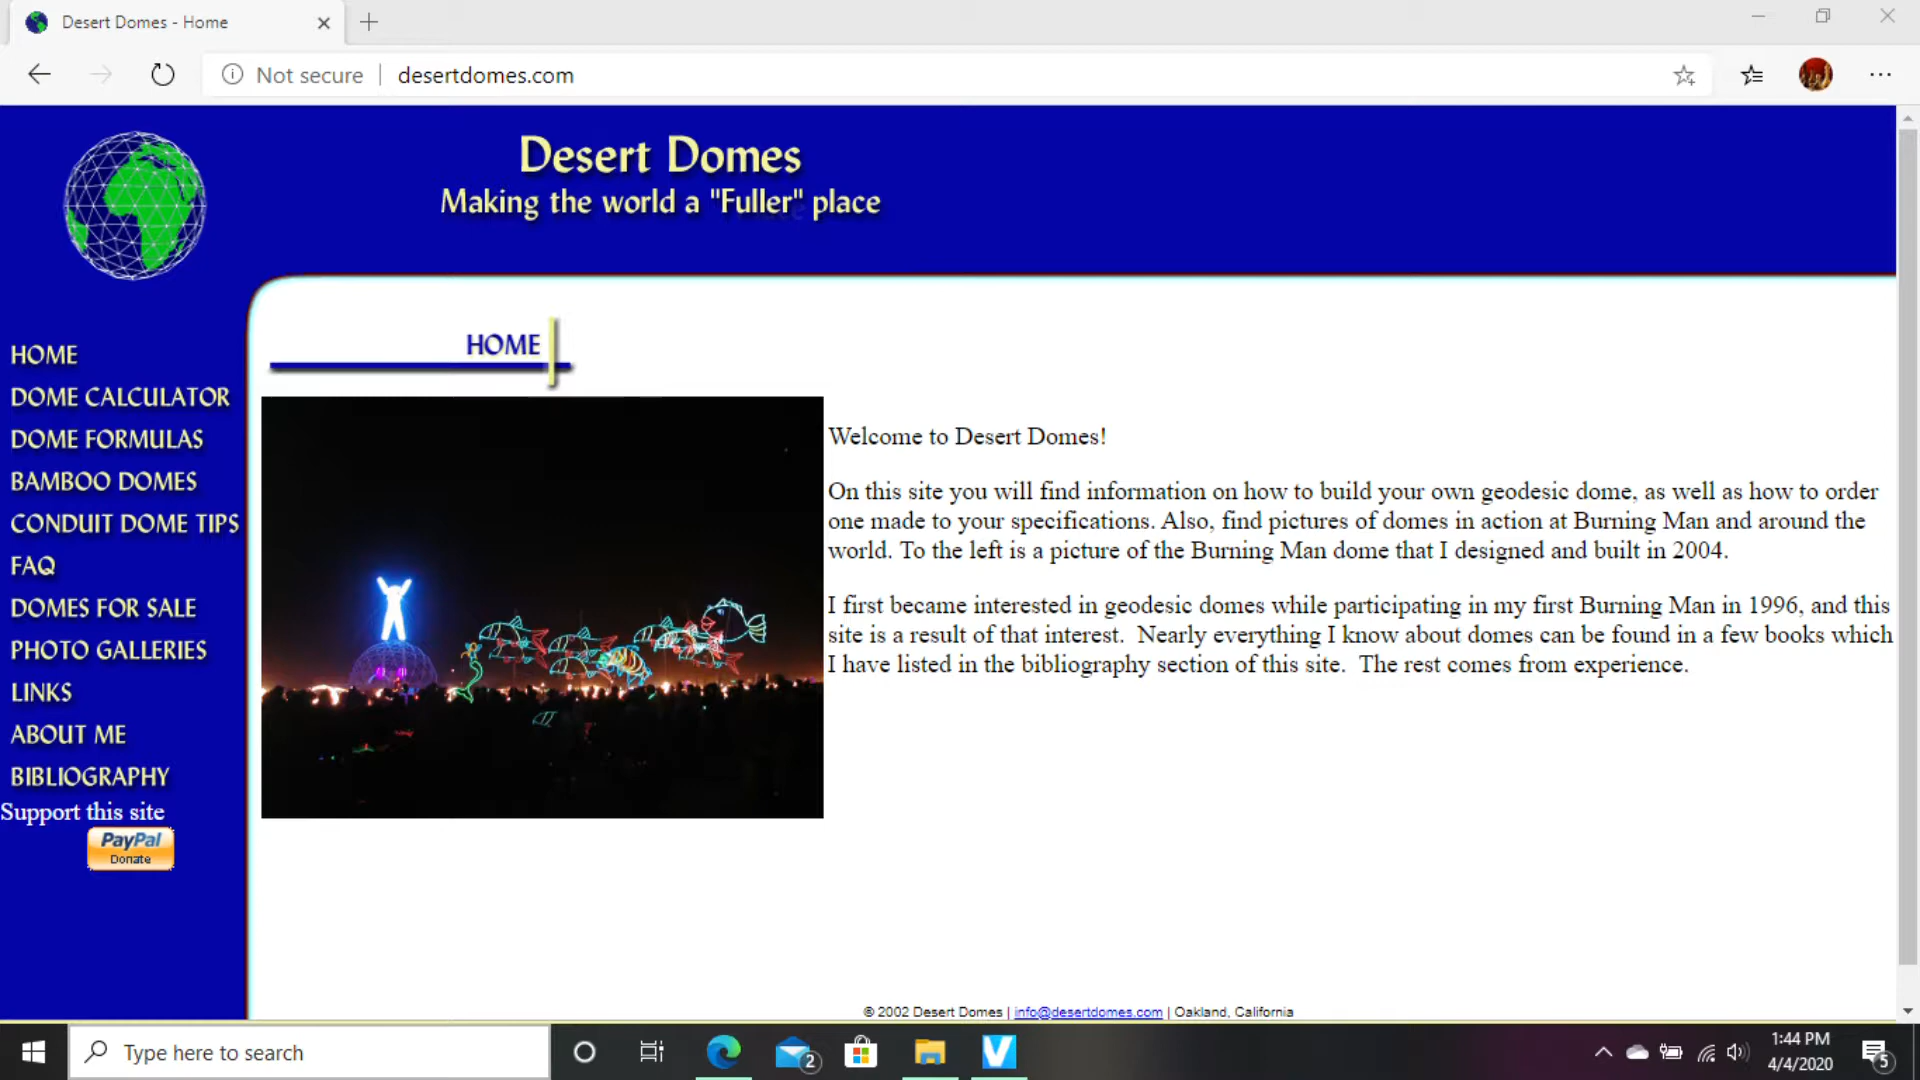 Desert Domes - Home
Not secure
desertdomes.com
Desert Domes
Making the world a "Fuller" place
HOME
DOME CALCULATOR
DOME FORMULAS
BAMBOO DOMES
CONDUIT DOME TIPS
FAQ
DOMES FOR SALE
PHOTO GALLERIES
LINKS
ABOUT ME
BIBLIOGRAPHY
Support this site
PayPal
Donate
HOME
Welcome to Desert Domes!
On this site you will find information on how to build your own geodesic dome, as well as how to order
one made to your specifications. Also, find pictures of domes in action at Burning Man and around the
world. To the left is a picture of the Burning Man dome that I designed and built in 2004.
I first became interested in geodesic domes while participating in my first Burning Man in 1996, and this
site is a result of that interest.  Nearly everything I know about domes can be found in a few books which
I have listed in the bibliography section of this site.  The rest comes from experience.
© 2002 Desert Domes | info@desertdomes.com | Oakland, California
Type here to search
2
V
1:44 PM
4/4/2020
5